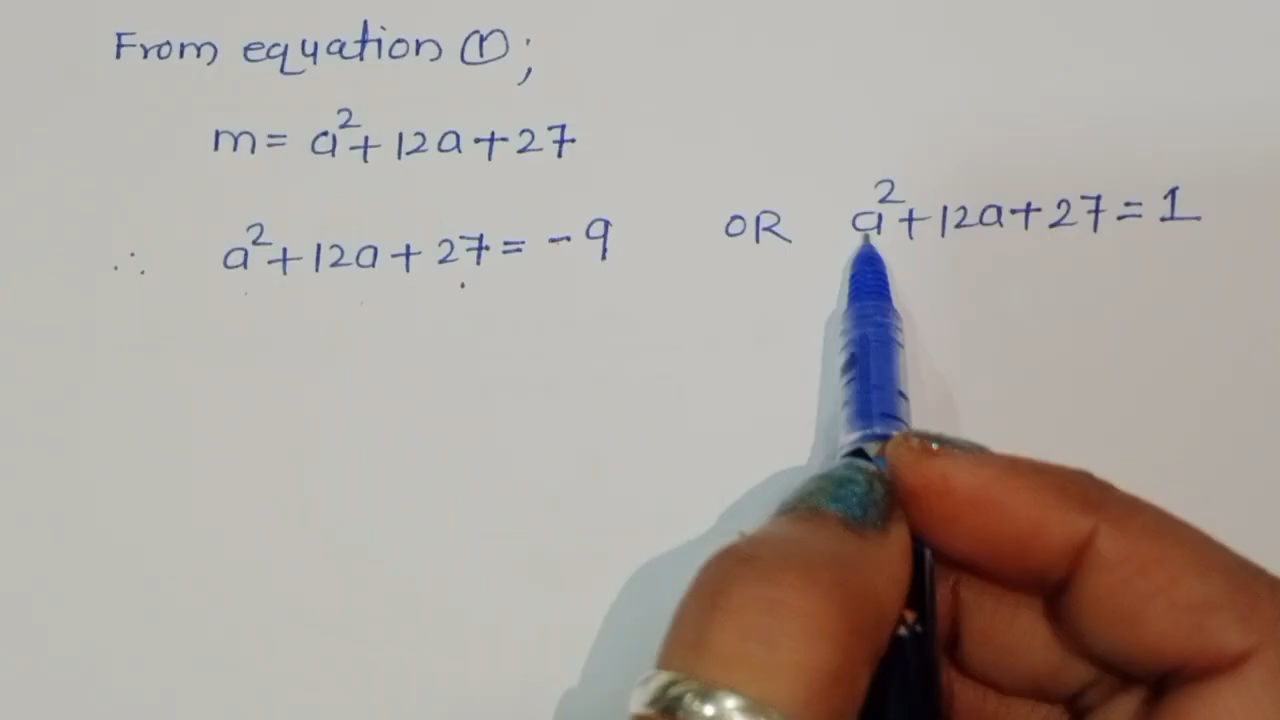 From equation ①;
m = a² + 12a + 27
∴ a² + 12a + 27 = -9 OR a² + 12a + 27 = 1